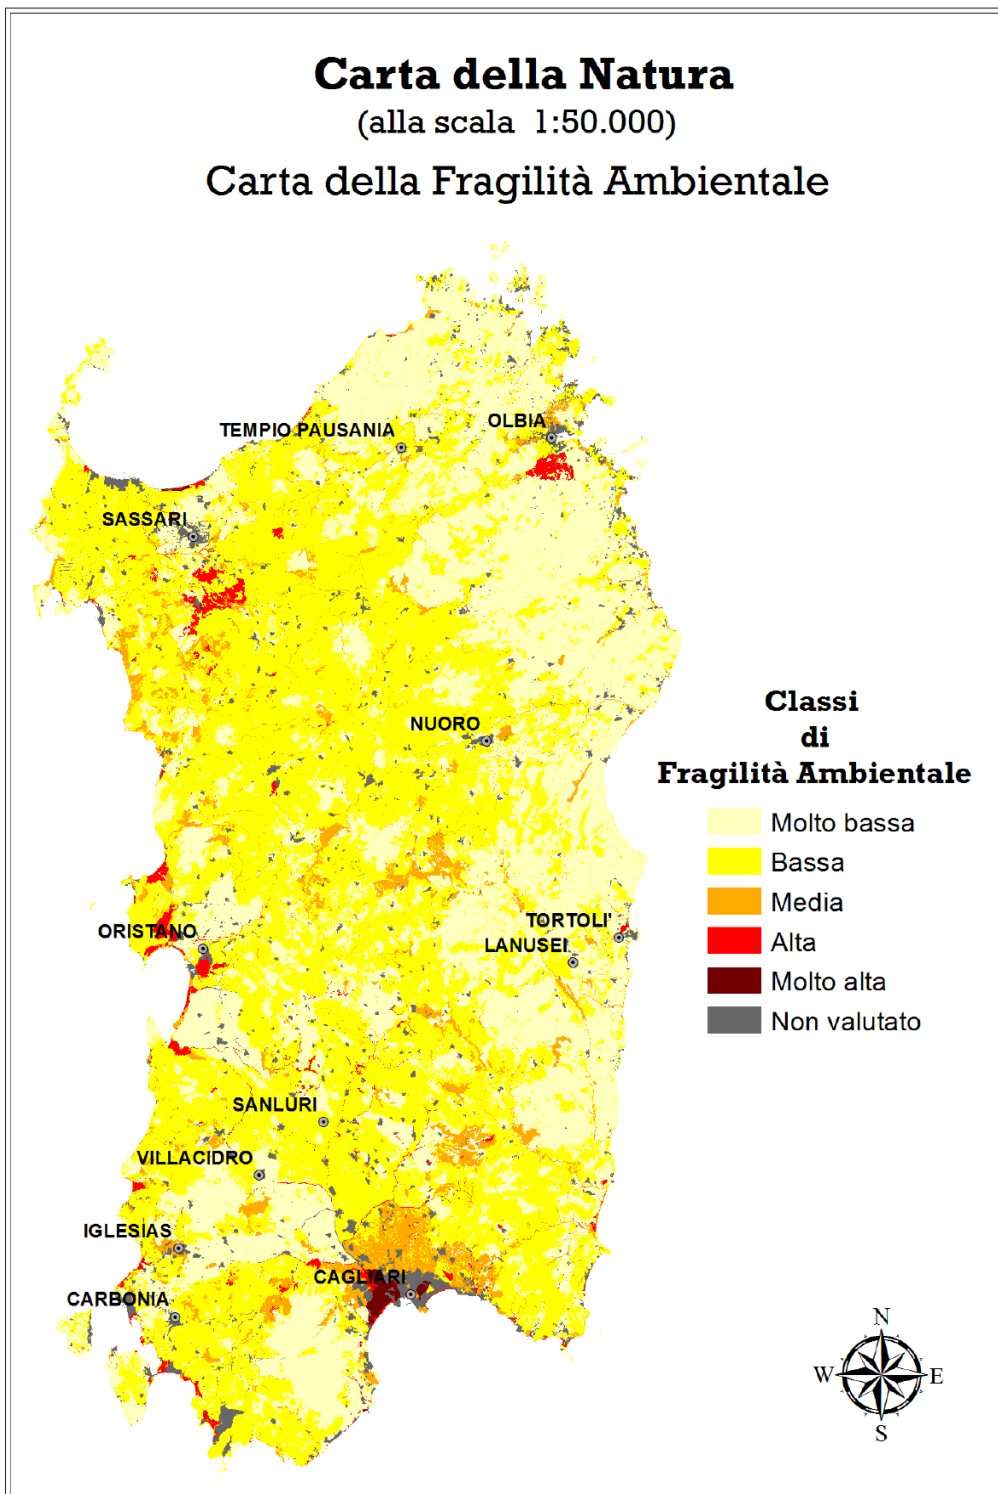 Carta della Natura
(alla scala 1:50.000)
Carta della Fragilità Ambientale
TEMPIO PAUSANIA
OLBIA
SASSARI
NUORO
Classi
di
Fragilità Ambientale
Molto bassa
Bassa
Media
Alta
Molto alta
Non valutato
ORISTANO
TORTOLI'
LANUSEI
SANLURI
VILLACIDRO
IGLESIAS
CAGLIARI
CARBONIA
N
W
E
S